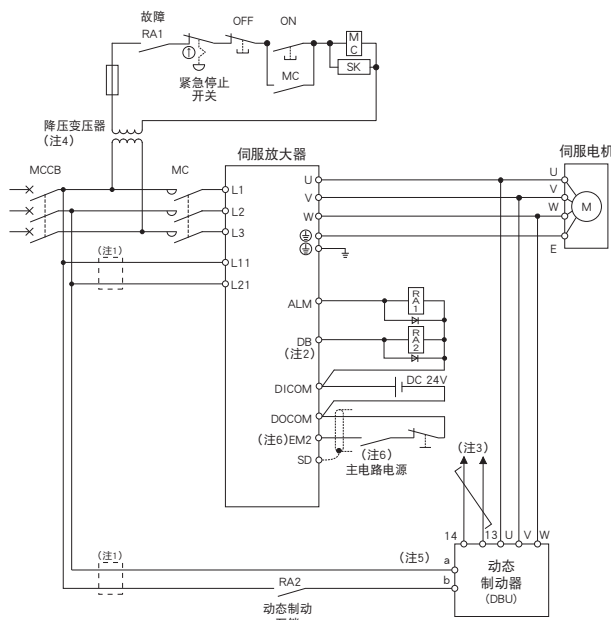 故障
RA1
OFF
ON
M
C
SK
MC
紧急停止
开关
降压变压器
(注4)
MCCB
MC
伺服放大器
伺服电机
L1
L2
L3
(注1)
L11
L21
U
V
W
U
V
W
E
M
ALM
RA1
DB
(注2)
RA2
DICOM
DC 24V
DOCOM
(注6)EM2
(注6)
主电路电源
SD
(注3)
14
13
U
V
W
(注1)
(注5)
a
b
RA2
动态制动
动态
制动器
(DBU)